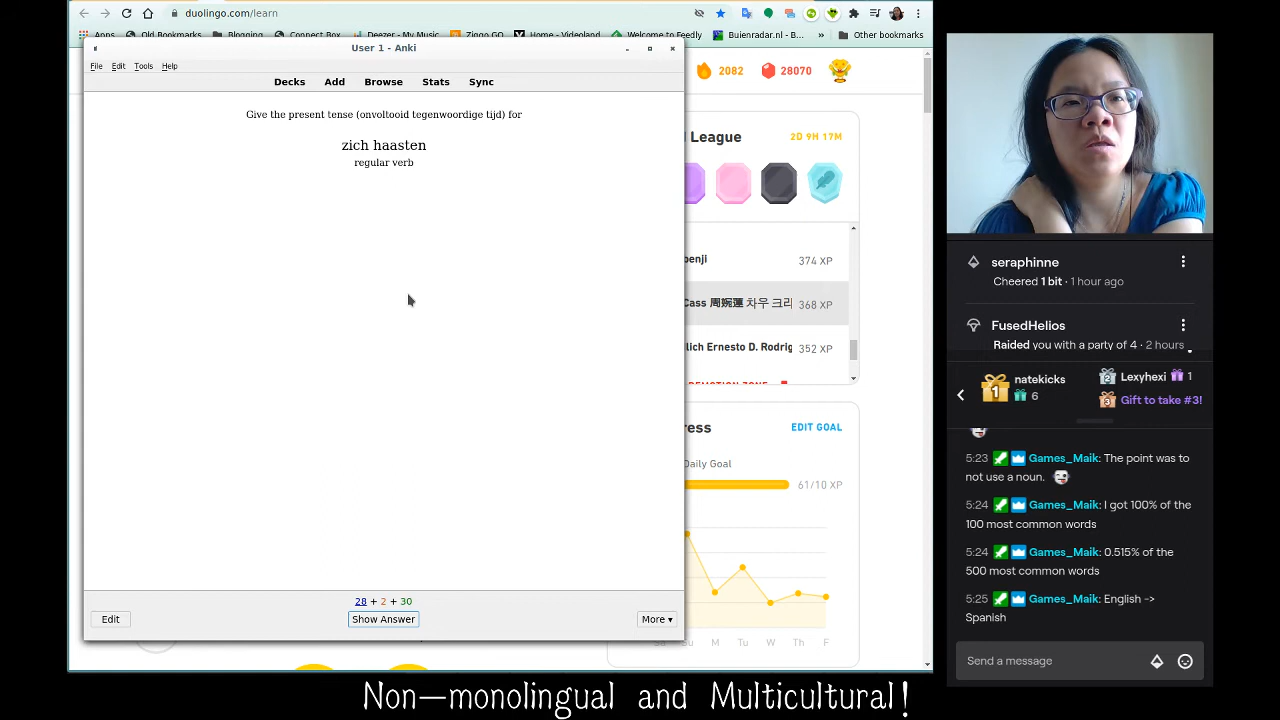 duolingo.com/learn
Old Bookmarks
Blogging
Connect Box
Deezer - My Music
Ziggo GO
Home - Videoland
Welcome to Feedly
Buienradar.nl
Other bookmarks
User 1 - Anki
File Edit Tools Help
Decks Add Browse Stats Sync
Give the present tense (onvoltooid tegenwoordige tijd) for
zich haasten
regular verb
28 + 2 + 30
Edit
Show Answer
More ▾
2082
28070
League
2D 9H 17M
benji
374 XP
Cass 周婉蓮 차우 크리
368 XP
lich Ernesto D. Rodrig
352 XP
EDIT GOAL
Daily Goal
61/10 XP
M Tu W Th F
seraphinne
Cheered 1 bit · 1 hour ago
FusedHelios
Raided you with a party of 4 · 2 hours
natekicks
6
Lexyhexi 1
Gift to take #3!
5:23 Games_Maik: The point was to
not use a noun.
5:24 Games_Maik: I got 100% of the
100 most common words
5:24 Games_Maik: 0.515% of the
500 most common words
5:25 Games_Maik: English ->
Spanish
Send a message
Non-monolingual and Multicultural!